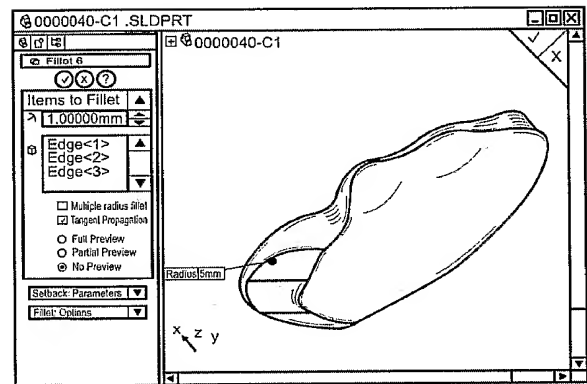 0000040-C1 .SLDPRT
0000040-C1
Fillot 6
Items to Fillet
1.00000mm
Edge<1>
Edge<2>
Edge<3>
Multiple radius fillet
Tangent Propagation
Full Preview
Partial Preview
No Preview
Setback: Parameters
Fillet: Options
Radius 5mm
x z y
X